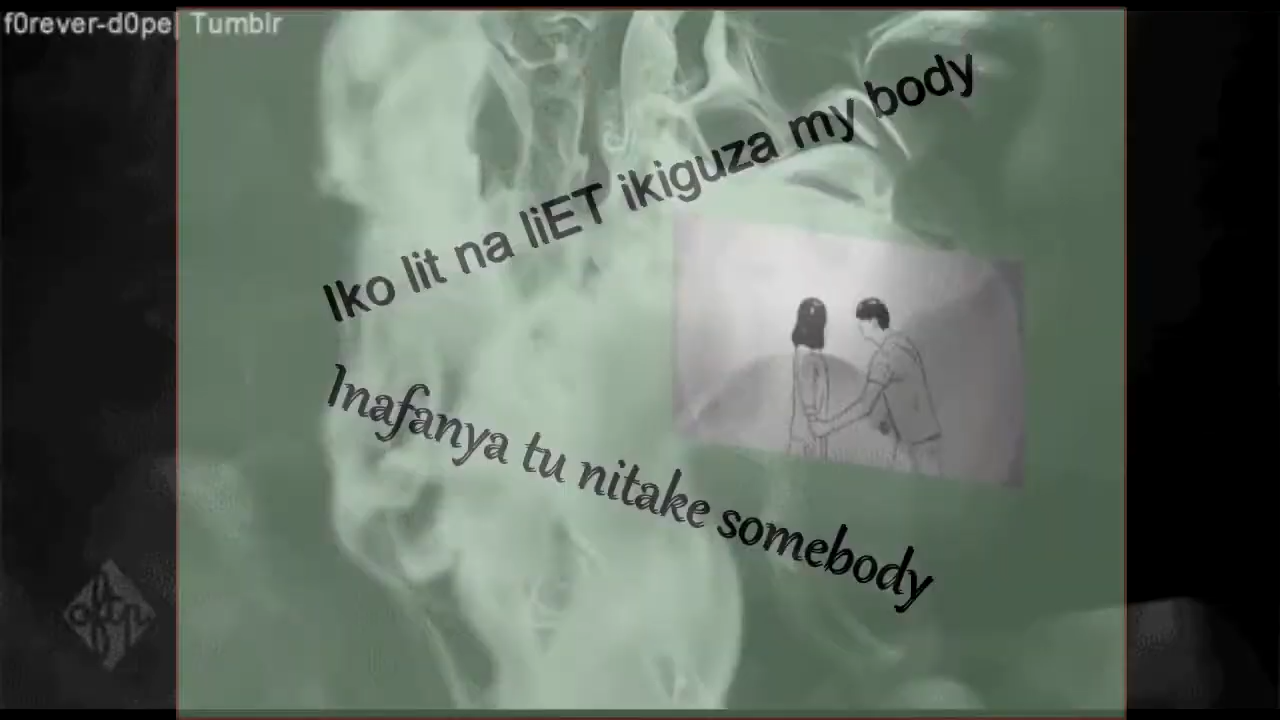 f0rever-d0pe| Tumblr
Iko lit na liET ikiguza my body
Inafanya tu nitake somebody